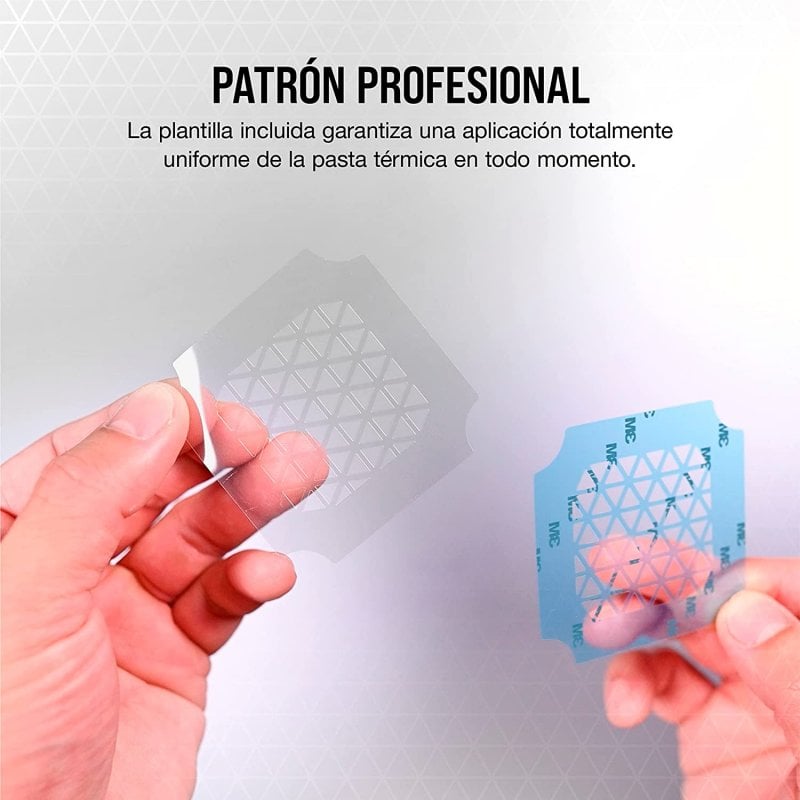 PATRÓN PROFESIONAL
La plantilla incluida garantiza una aplicación totalmente
uniforme de la pasta térmica en todo momento.